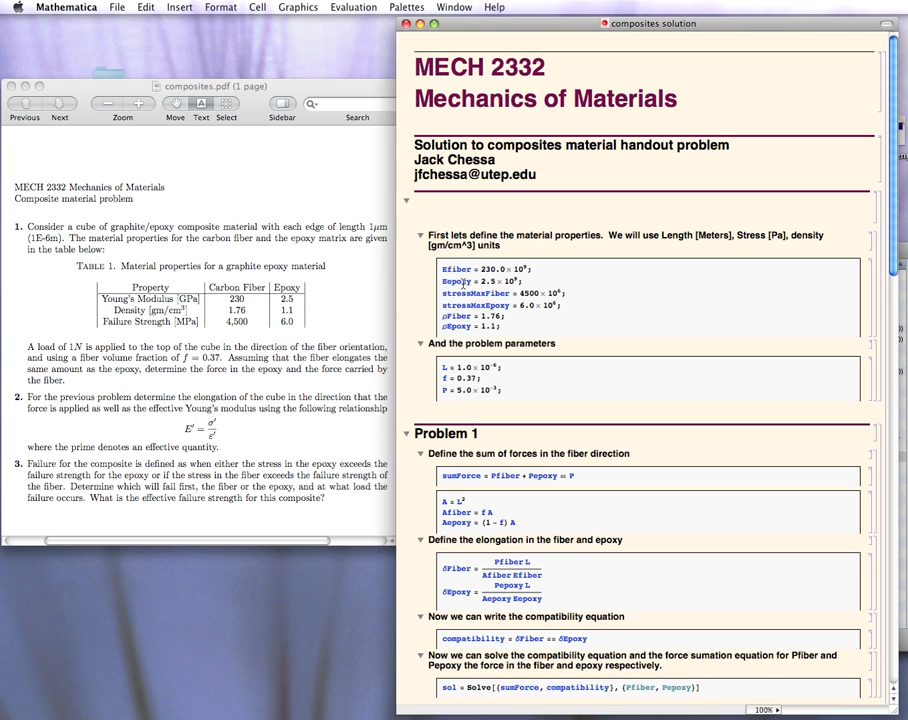 Mathematica File Edit Insert Format Cell Graphics Evaluation Palettes Window Help
composites.pdf (1 page)
Previous Next Zoom Move Text Select Sidebar Search
MECH 2332 Mechanics of Materials
Composite material problem
1. Consider a cube of graphite/epoxy composite material with each edge of length 1μm
(1E-6m). The material properties for the carbon fiber and the epoxy matrix are given
in the table below:
TABLE 1. Material properties for a graphite epoxy material
Property Carbon Fiber Epoxy
Young's Modulus [GPa] 230 2.5
Density [gm/cm³] 1.76 1.1
Failure Strength [MPa] 4,500 6.0
A load of 1N is applied to the top of the cube in the direction of the fiber orientation,
and using a fiber volume fraction of f = 0.37. Assuming that the fiber elongates the
same amount as the epoxy, determine the force in the epoxy and the force carried by
the fiber.
2. For the previous problem determine the elongation of the cube in the direction that the
force is applied as well as the effective Young's modulus using the following relationship
E' = σ'/ε'
where the prime denotes an effective quantity.
3. Failure for the composite is defined as when either the stress in the epoxy exceeds the
failure strength for the epoxy or if the stress in the fiber exceeds the failure strength of
the fiber. Determine which will fail first, the fiber or the epoxy, and at what load the
failure occurs. What is the effective failure strength for this composite?
composites solution
MECH 2332
Mechanics of Materials
Solution to composites material handout problem
Jack Chessa
jfchessa@utep.edu
First lets define the material properties. We will use Length [Meters], Stress [Pa], density
[gm/cm^3] units
Efiber = 230.0 × 10⁹;
Eepoxy = 2.5 × 10⁹;
stressMaxFiber = 4500 × 10⁶;
stressMaxEpoxy = 6.0 × 10⁶;
ρFiber = 1.76;
ρEpoxy = 1.1;
And the problem parameters
L = 1.0 × 10⁻⁶;
f = 0.37;
P = 5.0 × 10⁻³;
Problem 1
Define the sum of forces in the fiber direction
sumForce = Pfiber + Pepoxy == P
A = L²
Afiber = f A
Aepoxy = (1 - f) A
Define the elongation in the fiber and epoxy
δFiber = Pfiber L / Afiber Efiber
δEpoxy = Pepoxy L / Aepoxy Eepoxy
Now we can write the compatibility equation
compatibility = δFiber == δEpoxy
Now we can solve the compatibility equation and the force sumation equation for Pfiber and
Pepoxy the force in the fiber and epoxy respectively.
sol = Solve[{sumForce, compatibility}, {Pfiber, Pepoxy}]
100%